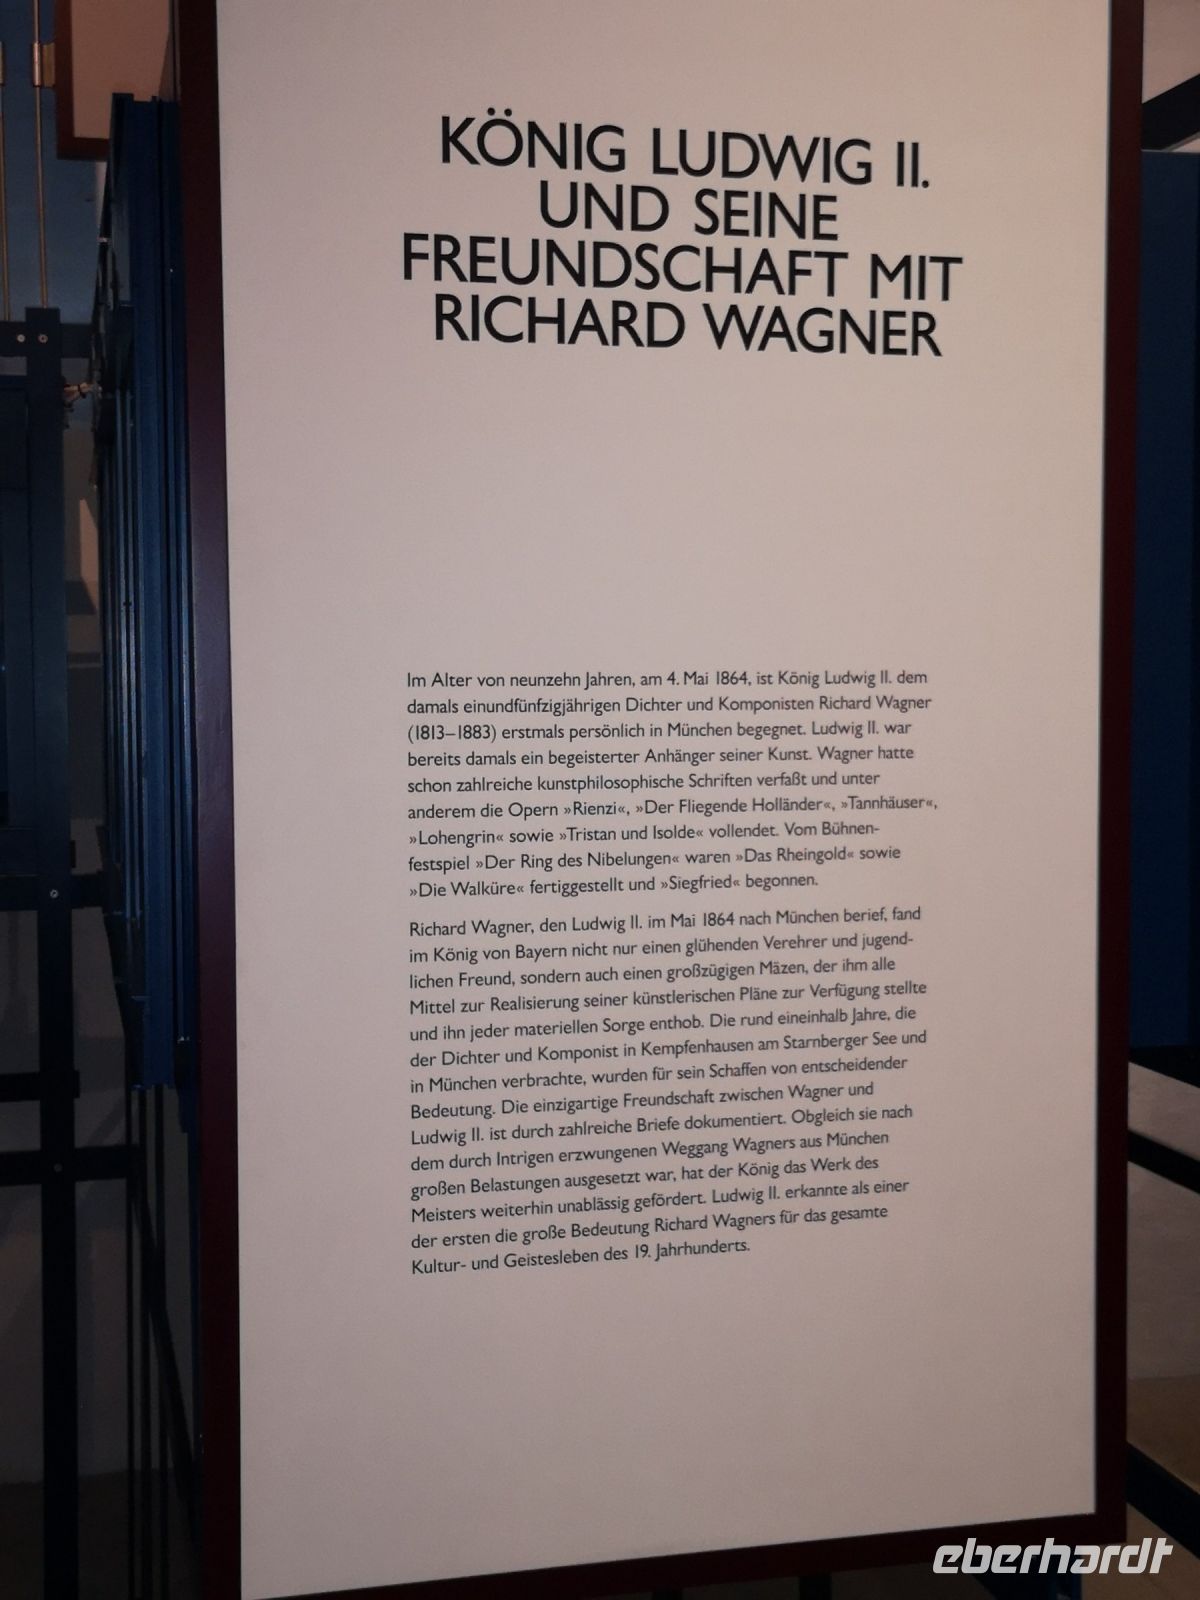 KÖNIG LUDWIG II.
UND SEINE
FREUNDSCHAFT MIT
RICHARD WAGNER
Im Alter von neunzehn Jahren, am 4. Mai 1864, ist König Ludwig II. dem
damals einundfünfzigjährigen Dichter und Komponisten Richard Wagner
(1813–1883) erstmals persönlich in München begegnet. Ludwig II. war
bereits damals ein begeisterter Anhänger seiner Kunst. Wagner hatte
schon zahlreiche kunstphilosophische Schriften verfaßt und unter
anderem die Opern »Rienzi«, »Der Fliegende Holländer«, »Tannhäuser«,
»Lohengrin« sowie »Tristan und Isolde« vollendet. Vom Bühnen-
festspiel »Der Ring des Nibelungen« waren »Das Rheingold« sowie
»Die Walküre« fertiggestellt und »Siegfried« begonnen.
Richard Wagner, den Ludwig II. im Mai 1864 nach München berief, fand
im König von Bayern nicht nur einen glühenden Verehrer und jugend-
lichen Freund, sondern auch einen großzügigen Mäzen, der ihm alle
Mittel zur Realisierung seiner künstlerischen Pläne zur Verfügung stellte
und ihn jeder materiellen Sorge enthob. Die rund eineinhalb Jahre, die
der Dichter und Komponist in Kempfenhausen am Starnberger See und
in München verbrachte, wurden für sein Schaffen von entscheidender
Bedeutung. Die einzigartige Freundschaft zwischen Wagner und
Ludwig II. ist durch zahlreiche Briefe dokumentiert. Obgleich sie nach
dem durch Intrigen erzwungenen Weggang Wagners aus München
großen Belastungen ausgesetzt war, hat der König das Werk des
Meisters weiterhin unablässig gefördert. Ludwig II. erkannte als einer
der ersten die große Bedeutung Richard Wagners für das gesamte
Kultur- und Geistesleben des 19. Jahrhunderts.
eberhardt